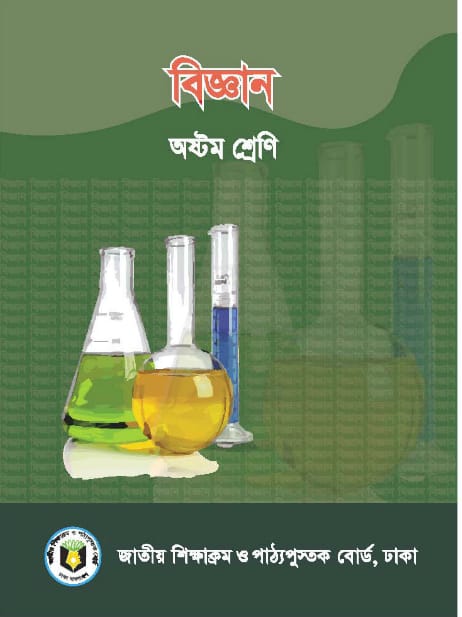 বিজ্ঞান
অষ্টম শ্রেণি
জাতীয় শিক্ষাক্রম ও পাঠ্যপুস্তক বোর্ড, ঢাকা